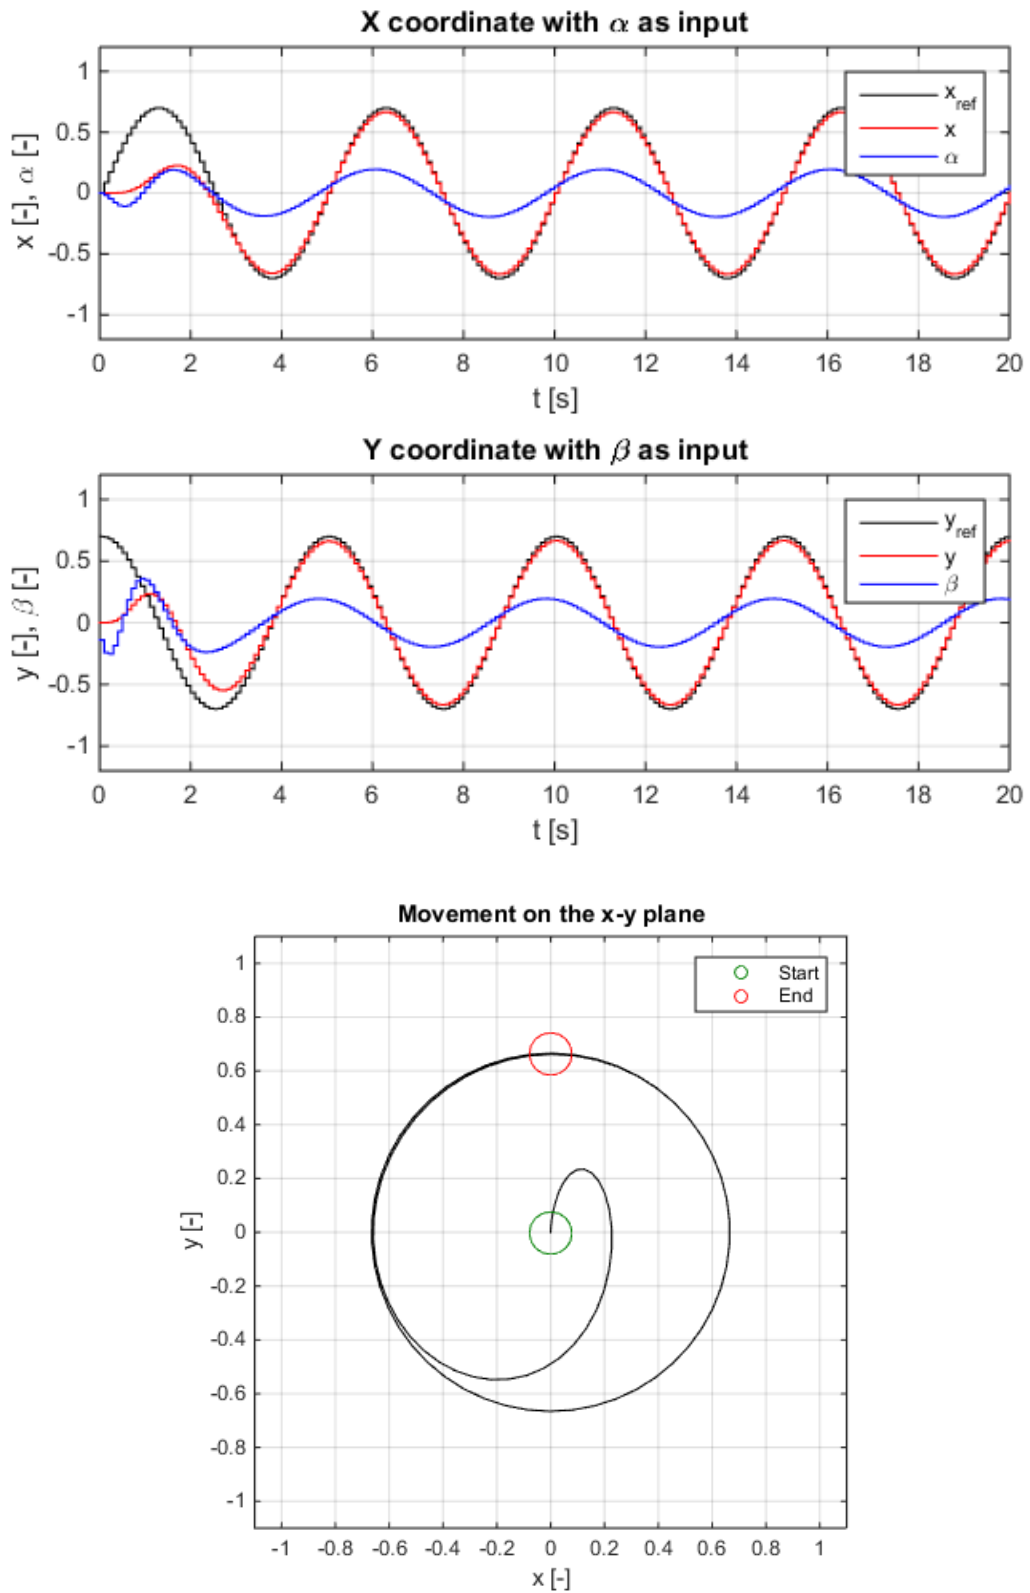 X coordinate with α as input
x [-], α [-]
1
0.5
0
-0.5
-1
x_ref
x
α
0 2 4 6 8 10 12 14 16 18 20
t [s]
Y coordinate with β as input
y [-], β [-]
1
0.5
0
-0.5
-1
y_ref
y
β
0 2 4 6 8 10 12 14 16 18 20
t [s]
Movement on the x-y plane
y [-]
1
0.8
0.6
0.4
0.2
0
-0.2
-0.4
-0.6
-0.8
-1
Start
End
-1 -0.8 -0.6 -0.4 -0.2 0 0.2 0.4 0.6 0.8 1
x [-]